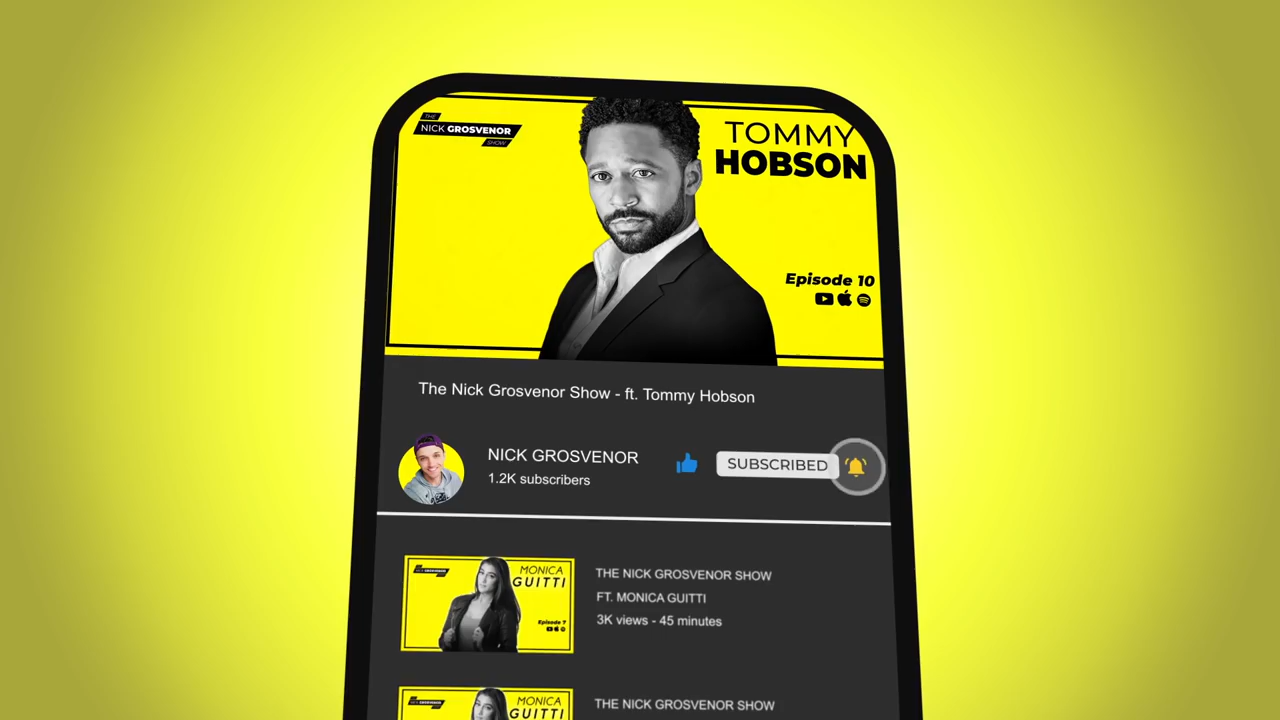 THE
NICK GROSVENOR
SHOW
TOMMY
HOBSON
Episode 10
The Nick Grosvenor Show - ft. Tommy Hobson
NICK GROSVENOR
1.2K subscribers
SUBSCRIBED
MONICA
GUITTI
Episode 7
THE NICK GROSVENOR SHOW
FT. MONICA GUITTI
3K views - 45 minutes
MONICA
GUITTI
THE NICK GROSVENOR SHOW